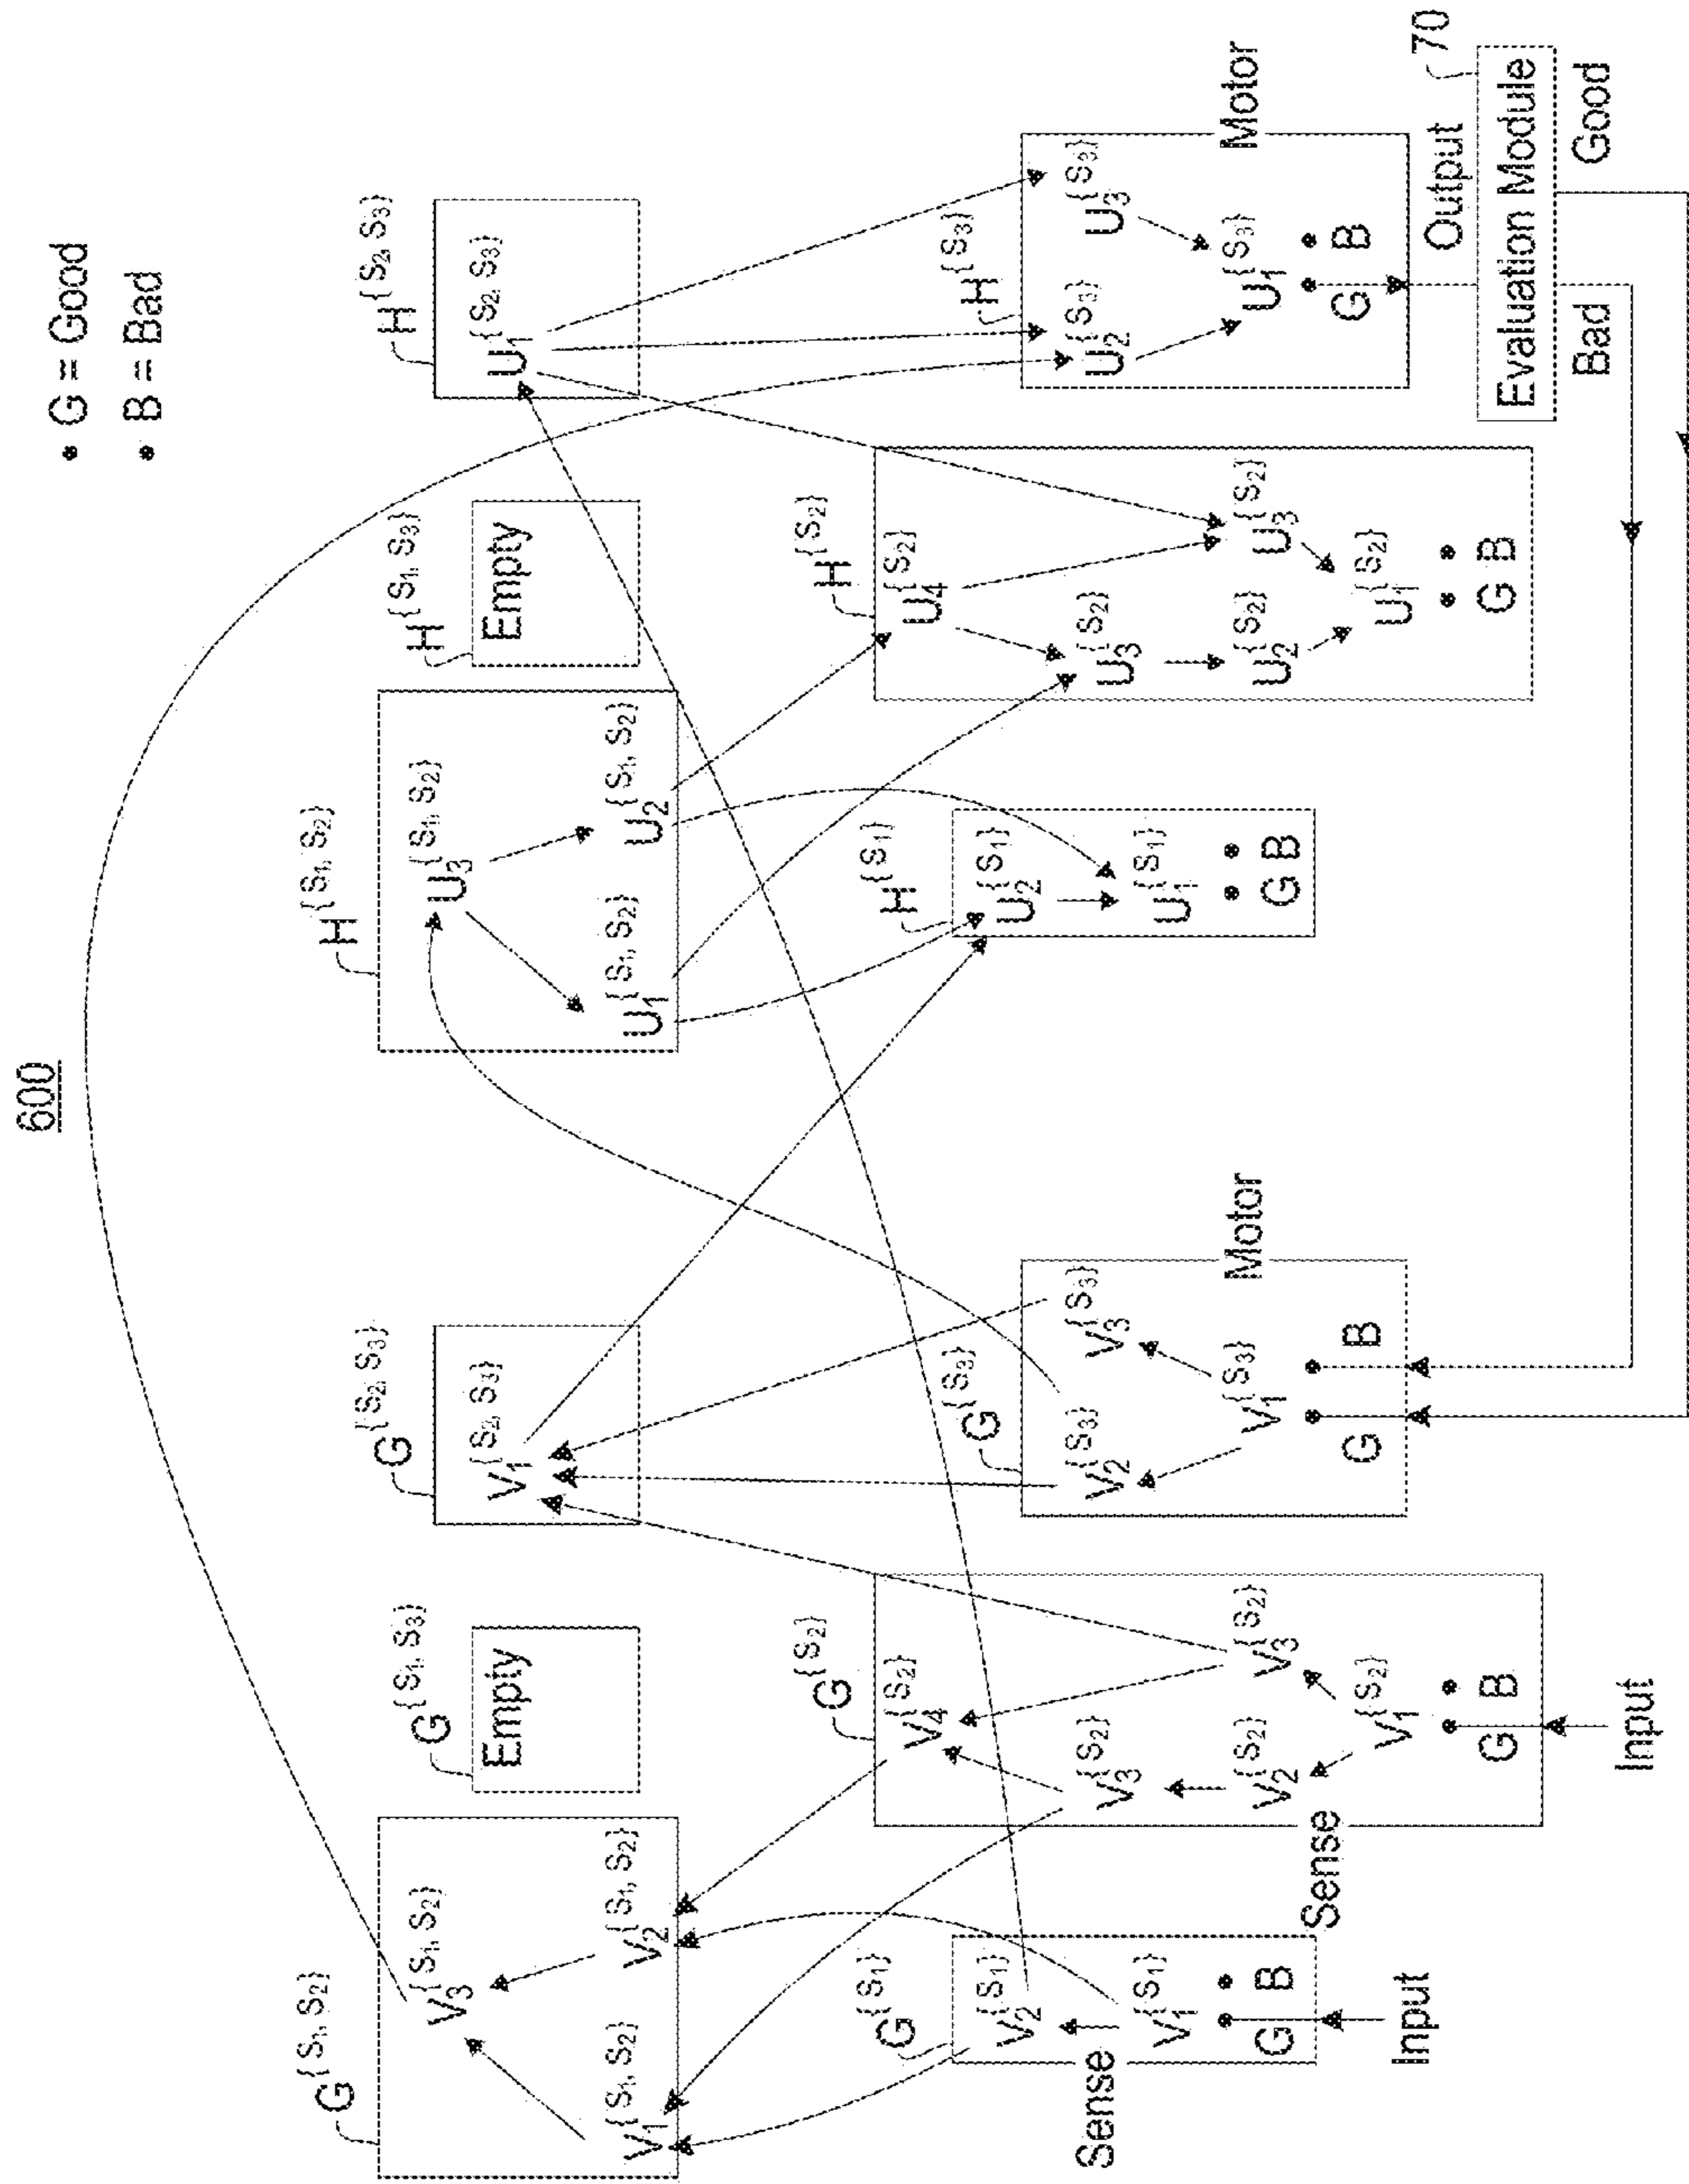 600
• G = Good
• B = Bad
G{S1, S2}
V3{S1, S2}
V1{S1, S2}
V2{S1, S2}
G{S1, S3}
Empty
G{S2, S3}
V1{S2, S3}
H{S1, S2}
U3{S1, S2}
U1{S1, S2}
U2{S1, S2}
H{S1, S3}
Empty
H{S2, S3}
U1{S2, S3}
G{S1}
V2{S1}
V1{S1}
Sense
G B
Input
G{S2}
V4{S2}
V3{S2}
V2{S2}
V3{S2}
V1{S2}
Sense
G B
Input
G{S3}
V2{S3}
V3{S3}
V1{S3}
Motor
G B
H{S1}
U2{S1}
U1{S1}
G B
H{S2}
U4{S2}
U3{S2}
U2{S2}
U3{S2}
U1{S2}
G B
H{S3}
U2{S3}
U3{S3}
U1{S3}
Motor
G B
Output
70
Evaluation Module
Bad
Good